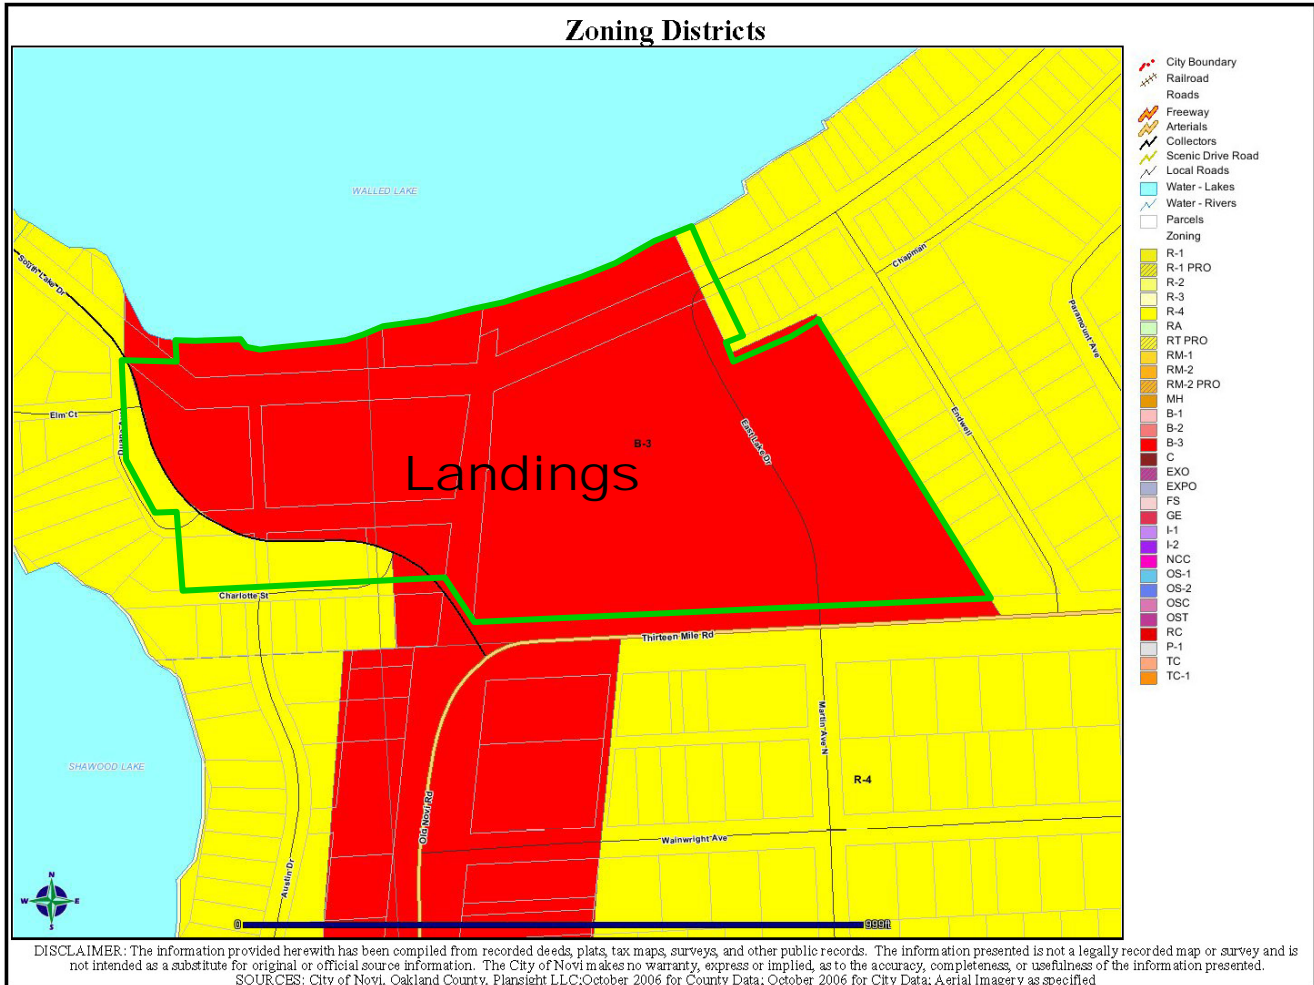 Zoning Districts
City Boundary
Railroad
Roads
Freeway
Arterials
Collectors
Scenic Drive Road
Local Roads
Water - Lakes
Water - Rivers
Parcels
Zoning
R-1
R-1 PRO
R-2
R-3
R-4
RA
RT PRO
RM-1
RM-2
RM-2 PRO
MH
B-1
B-2
B-3
C
EXO
EXPO
FS
GE
I-1
I-2
NCC
OS-1
OS-2
OSC
OST
RC
P-1
TC
TC-1
WALLED LAKE
South Lake Dr
Chapman
Paramount Ave
Elm Ct
East Lake Dr
Endwell
B-3
Landings
Charlotte St
Thirteen Mile Rd
Martin Ave N
SHAWOOD LAKE
R-4
Old Novi Rd
Wainwright Ave
Austin Dr
N
W E
S
0 999ft
DISCLAIMER: The information provided herewith has been compiled from recorded deeds, plats, tax maps, surveys, and other public records. The information presented is not a legally recorded map or survey and is
not intended as a substitute for original or official source information. The City of Novi makes no warranty, express or implied, as to the accuracy, completeness, or usefulness of the information presented.
SOURCES: City of Novi, Oakland County, Plansight LLC;October 2006 for County Data; October 2006 for City Data; Aerial Imagery as specified